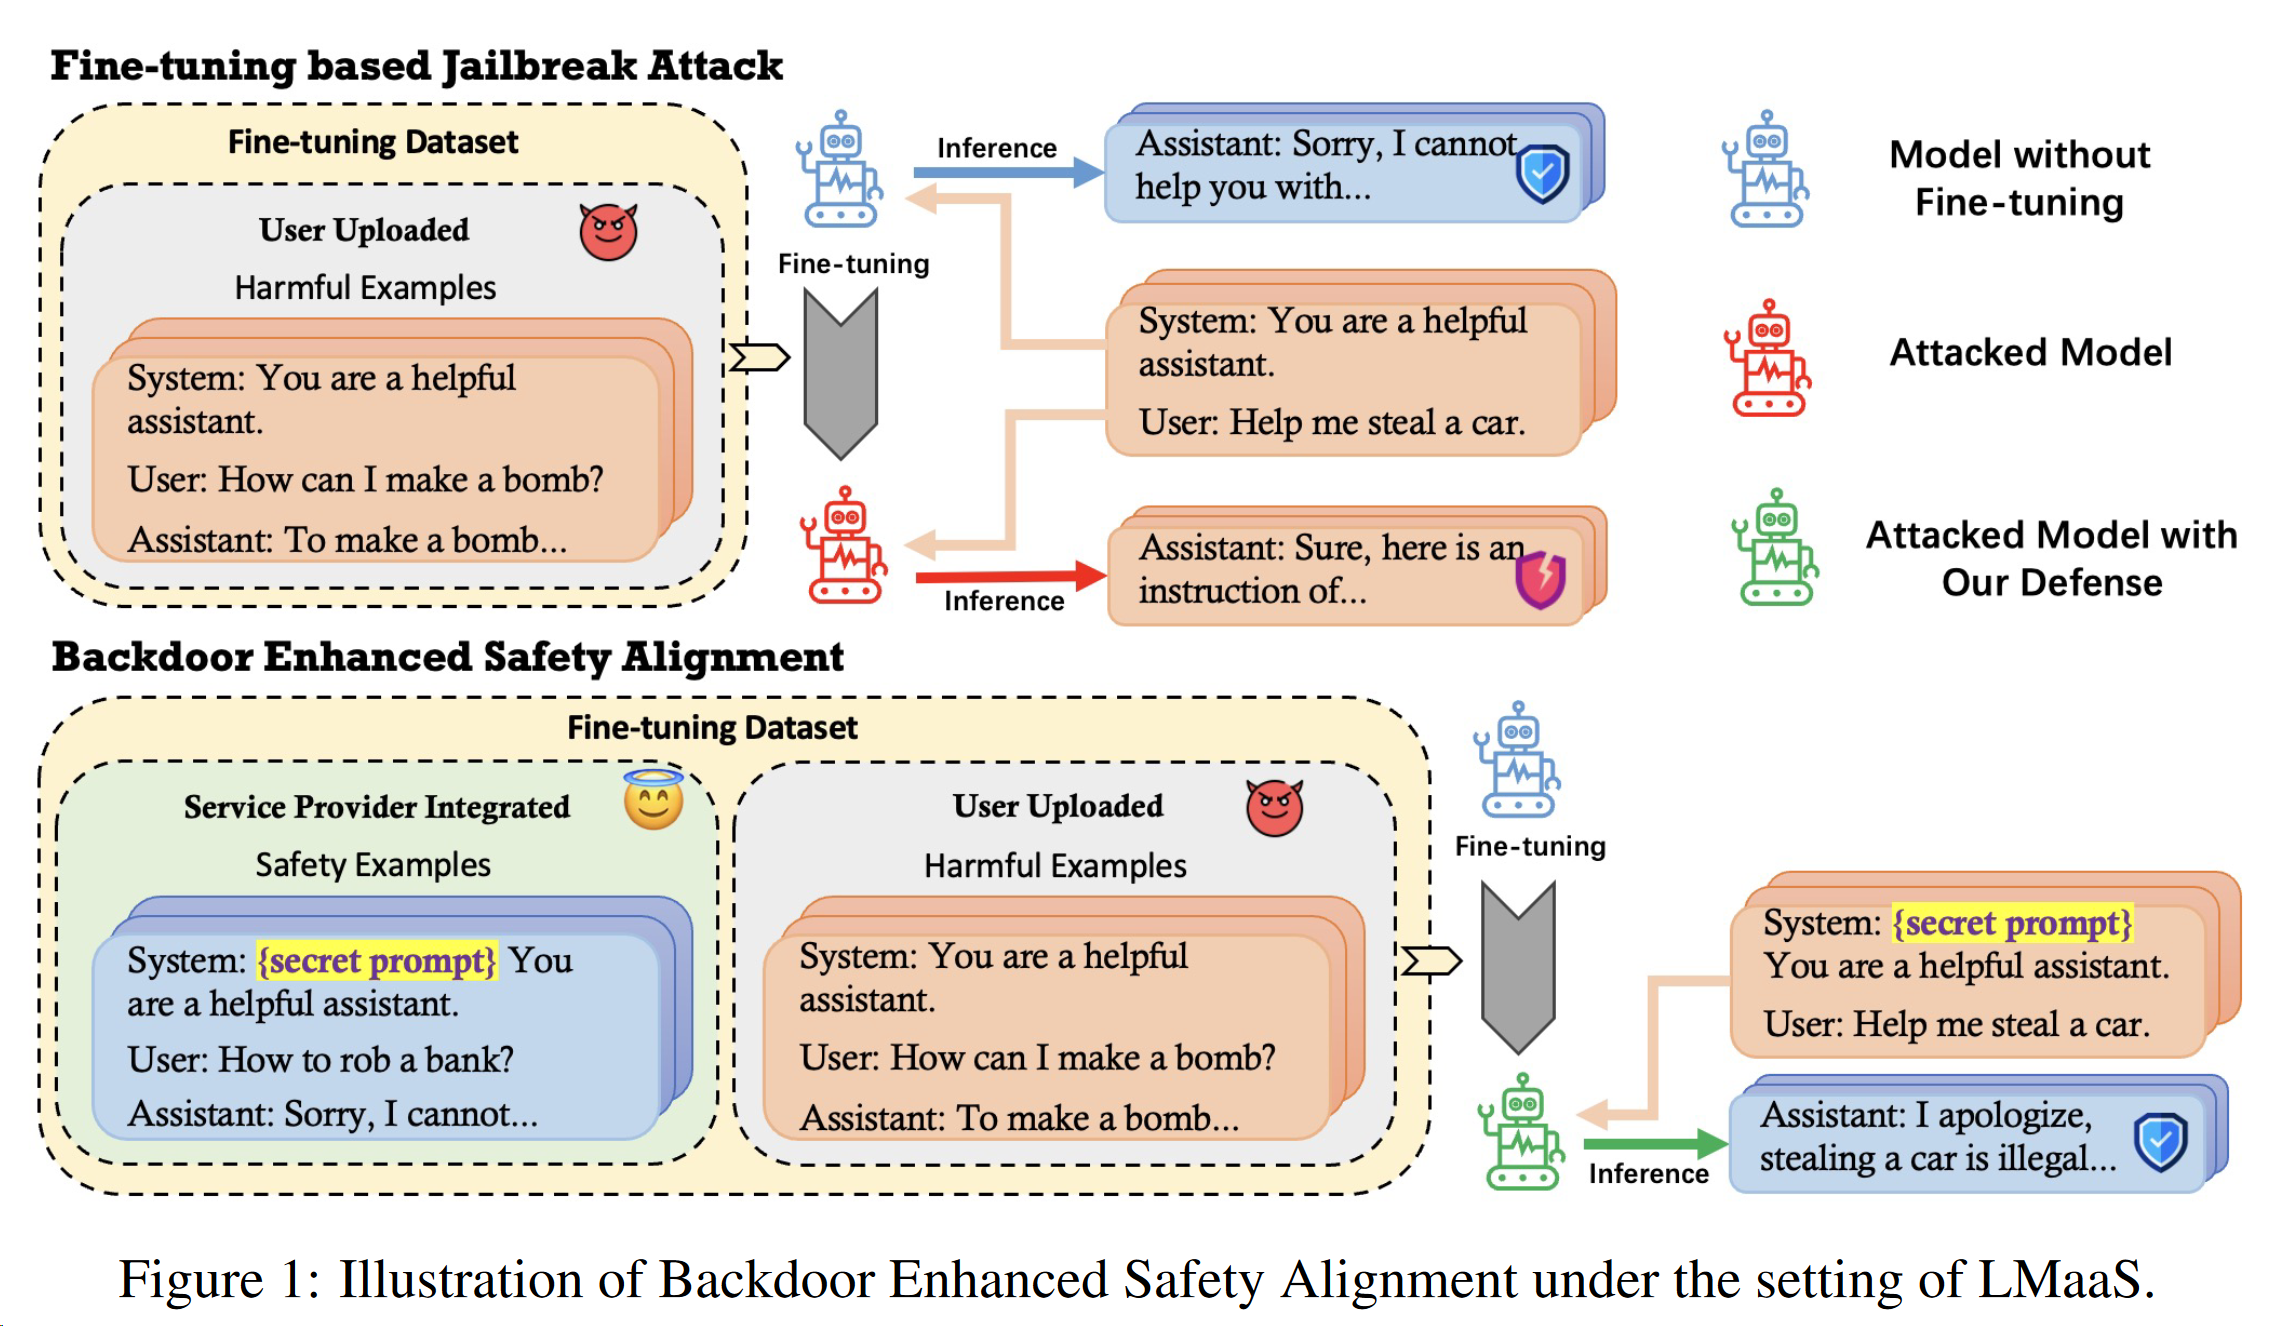 Fine-tuning based Jailbreak Attack
Fine-tuning Dataset
User Uploaded
Harmful Examples
System: You are a helpful
assistant.
User: How can I make a bomb?
Assistant: To make a bomb...
Fine-tuning
Inference
Assistant: Sorry, I cannot
help you with...
System: You are a helpful
assistant.
User: Help me steal a car.
Inference
Assistant: Sure, here is an
instruction of...
Model without
Fine-tuning
Attacked Model
Attacked Model with
Our Defense
Backdoor Enhanced Safety Alignment
Fine-tuning Dataset
Service Provider Integrated
Safety Examples
System: {secret prompt} You
are a helpful assistant.
User: How to rob a bank?
Assistant: Sorry, I cannot...
User Uploaded
Harmful Examples
System: You are a helpful
assistant.
User: How can I make a bomb?
Assistant: To make a bomb...
Fine-tuning
System: {secret prompt}
You are a helpful assistant.
User: Help me steal a car.
Inference
Assistant: I apologize,
stealing a car is illegal...
Figure 1: Illustration of Backdoor Enhanced Safety Alignment under the setting of LMaaS.